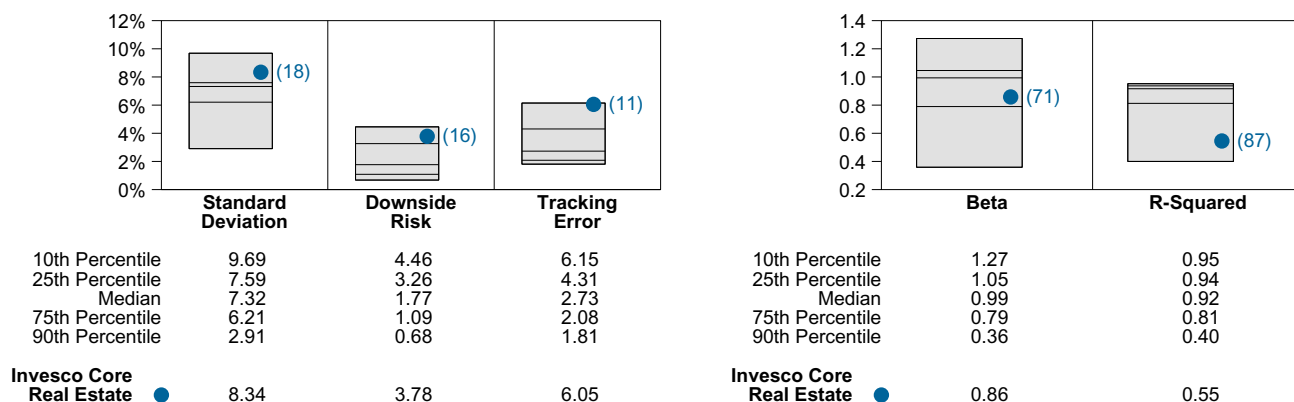 12%
10%
8%
6%
4%
2%
0%
(18)
(16)
(11)
Standard Deviation
Downside Risk
Tracking Error
10th Percentile 9.69 4.46 6.15
25th Percentile 7.59 3.26 4.31
Median 7.32 1.77 2.73
75th Percentile 6.21 1.09 2.08
90th Percentile 2.91 0.68 1.81
Invesco Core
Real Estate 8.34 3.78 6.05
1.4
1.2
1.0
0.8
0.6
0.4
0.2
(71)
(87)
Beta
R-Squared
10th Percentile 1.27 0.95
25th Percentile 1.05 0.94
Median 0.99 0.92
75th Percentile 0.79 0.81
90th Percentile 0.36 0.40
Invesco Core
Real Estate 0.86 0.55